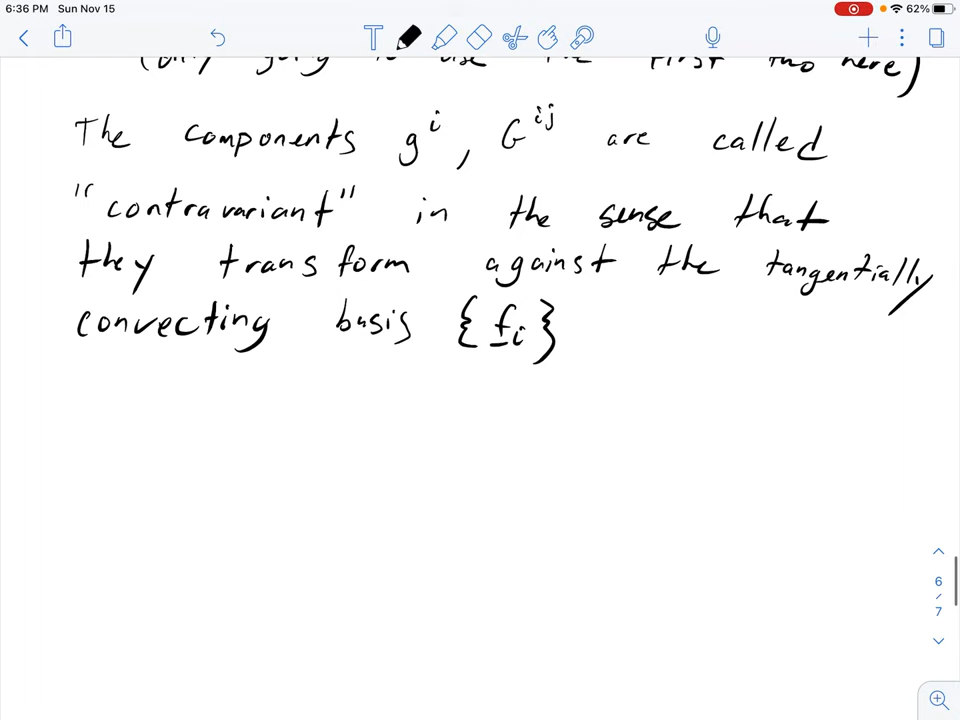 6:36 PM Sun Nov 15
62%
first two here)
The components g^i, G^ij are called
"contravariant" in the sense that
they transform against the tangentially
convecting basis {f_i}
6
/
7